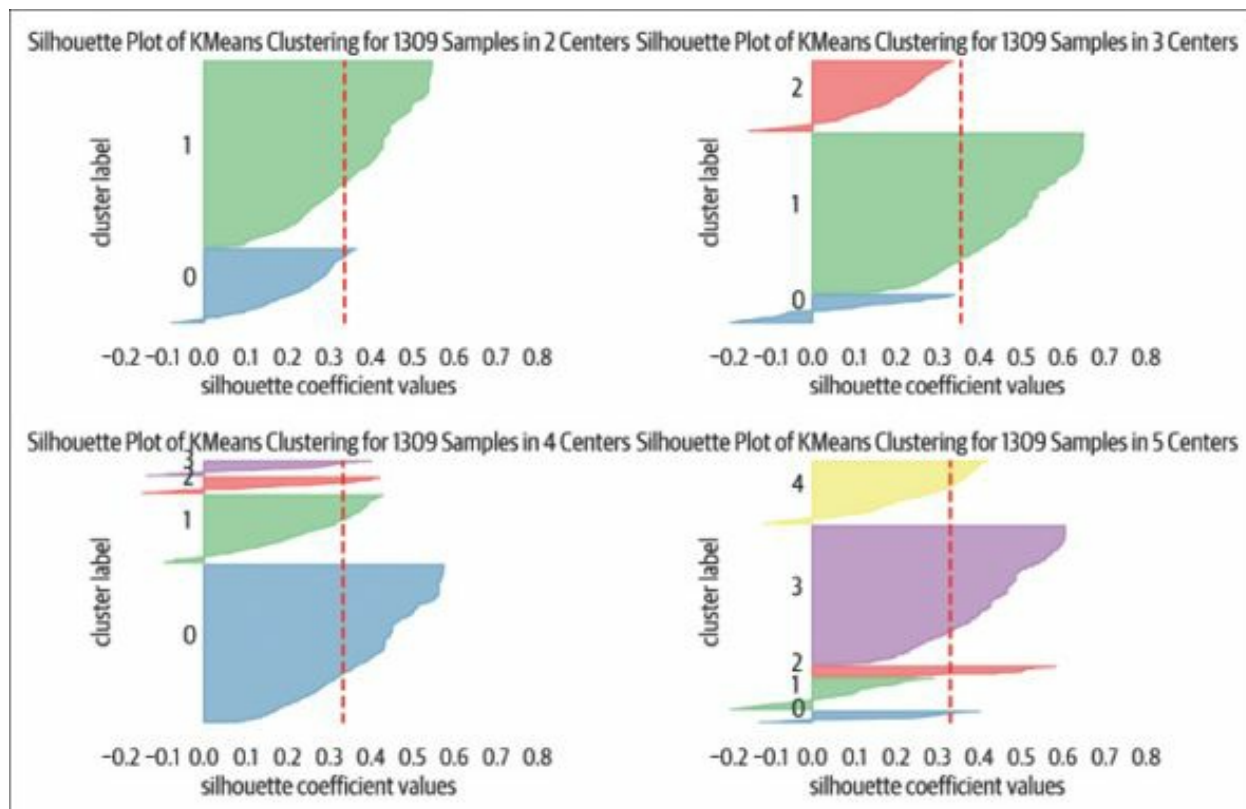 Silhouette Plot of KMeans Clustering for 1309 Samples in 2 Centers
1
0
cluster label
−0.2 −0.1 0.0 0.1 0.2 0.3 0.4 0.5 0.6 0.7 0.8
silhouette coefficient values
Silhouette Plot of KMeans Clustering for 1309 Samples in 3 Centers
2
1
0
cluster label
−0.2 −0.1 0.0 0.1 0.2 0.3 0.4 0.5 0.6 0.7 0.8
silhouette coefficient values
Silhouette Plot of KMeans Clustering for 1309 Samples in 4 Centers
3
2
1
0
cluster label
−0.2 −0.1 0.0 0.1 0.2 0.3 0.4 0.5 0.6 0.7 0.8
silhouette coefficient values
Silhouette Plot of KMeans Clustering for 1309 Samples in 5 Centers
4
3
2
1
0
cluster label
−0.2 −0.1 0.0 0.1 0.2 0.3 0.4 0.5 0.6 0.7 0.8
silhouette coefficient values